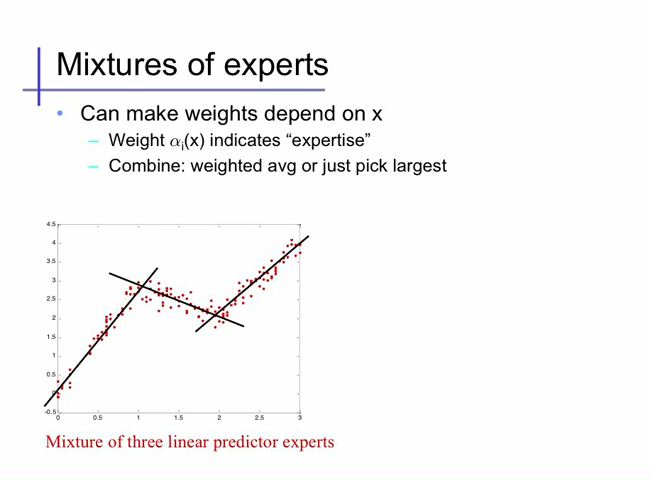 Mixtures of experts
• Can make weights depend on x
– Weight αi(x) indicates “expertise”
– Combine: weighted avg or just pick largest
4.5
4
3.5
3
2.5
2
1.5
1
0.5
0
-0.5
0 0.5 1 1.5 2 2.5 3
Mixture of three linear predictor experts